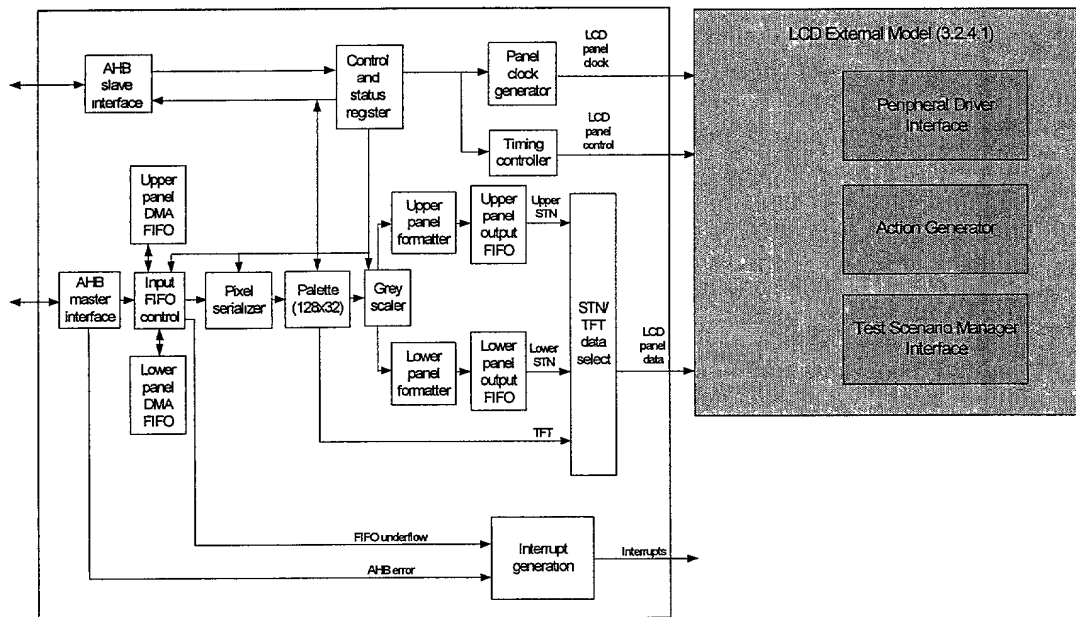 LCD External Model (3.2.4.1)
Peripheral Driver
Interface
Action Generator
Test Scenario Manager
Interface
AHB
slave
interface
Control
and
status
register
Panel
clock
generator
LCD
panel
clock
Timing
controller
LCD
panel
control
Upper
panel
DMA
FIFO
Upper
panel
formatter
Upper
panel
output
FIFO
Upper
STN
AHB
master
interface
Input
FIFO
control
Pixel
serializer
Palette
(128x32)
Grey
scaler
STN/
TFT
data
select
LCD
panel
data
Lower
panel
DMA
FIFO
Lower
panel
formatter
Lower
panel
output
FIFO
Lower
STN
TFT
FIFO underflow
AHB error
Interrupt
generation
Interrupts